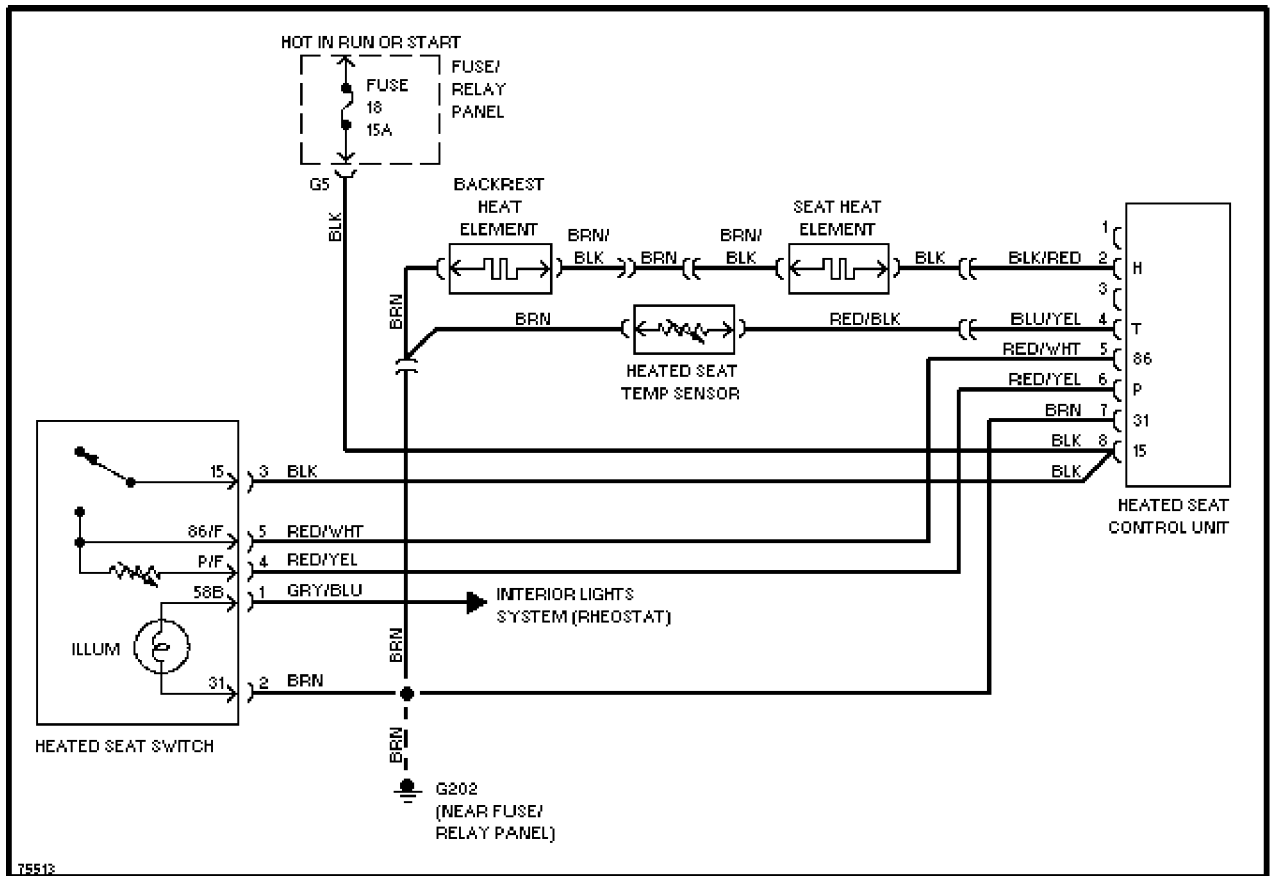 HOT IN RUN OR START
FUSE/
RELAY
PANEL
FUSE
18
15A
G5
BLK
BACKREST
HEAT
ELEMENT
SEAT HEAT
ELEMENT
BRN/
BLK
BRN
BRN/
BLK
BLK
BLK/RED
1
2
H
3
BRN
BRN
RED/BLK
BLU/YEL
4
T
HEATED SEAT
TEMP SENSOR
RED/WHT
5
86
RED/YEL
6
P
BRN
7
31
BLK
8
15
BLK
HEATED SEAT
CONTROL UNIT
15
3
BLK
86/F
5
RED/WHT
P/F
4
RED/YEL
58B
1
GRY/BLU
INTERIOR LIGHTS
SYSTEM (RHEOSTAT)
ILLUM
BRN
31
2
BRN
HEATED SEAT SWITCH
BRN
G202
(NEAR FUSE/
RELAY PANEL)
75513